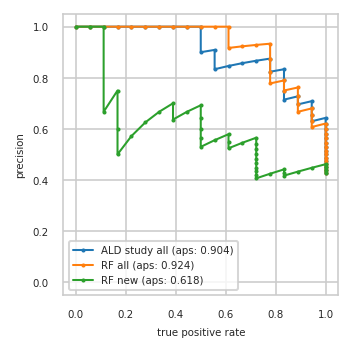 1.0
0.8
0.6
0.4
0.2
0.0
precision
ALD study all (aps: 0.904)
RF all (aps: 0.924)
RF new (aps: 0.618)
0.0 0.2 0.4 0.6 0.8 1.0
true positive rate